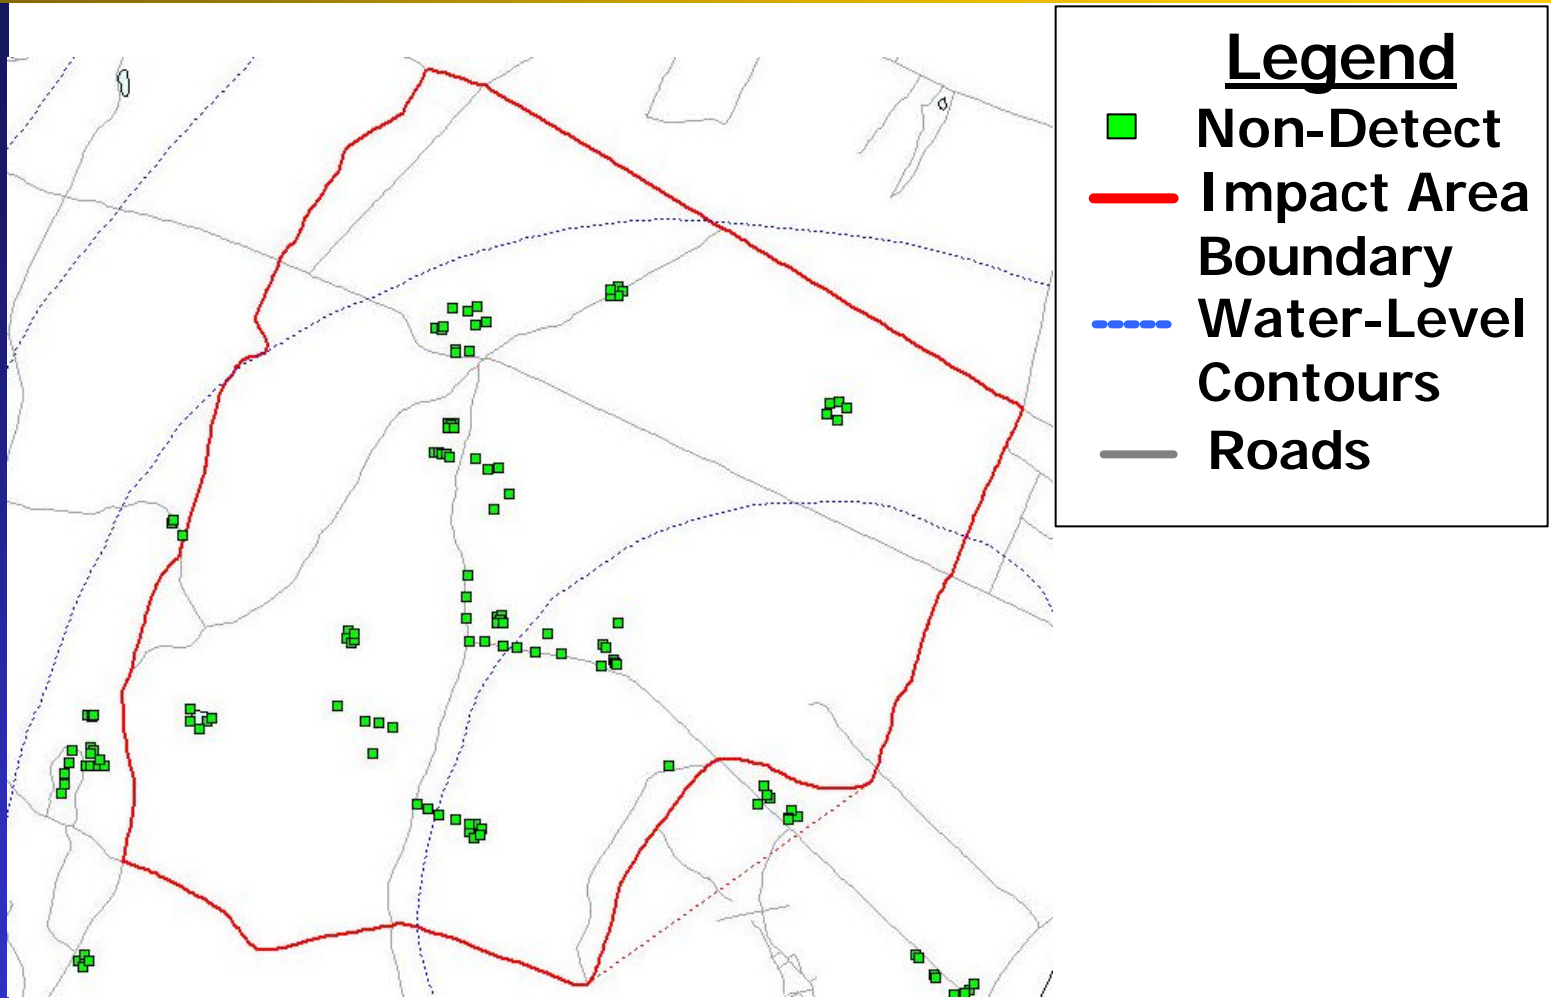 Legend
Non-Detect
Impact Area
Boundary
Water-Level
Contours
Roads